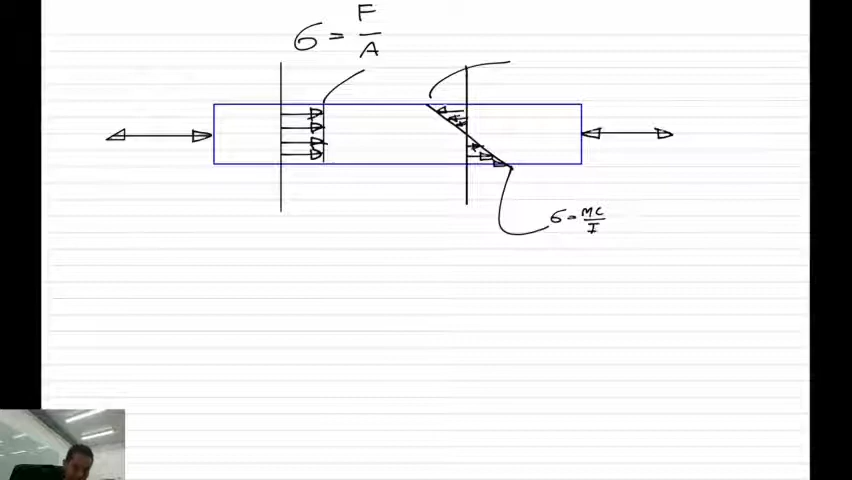 σ = F/A
σ = MC/I